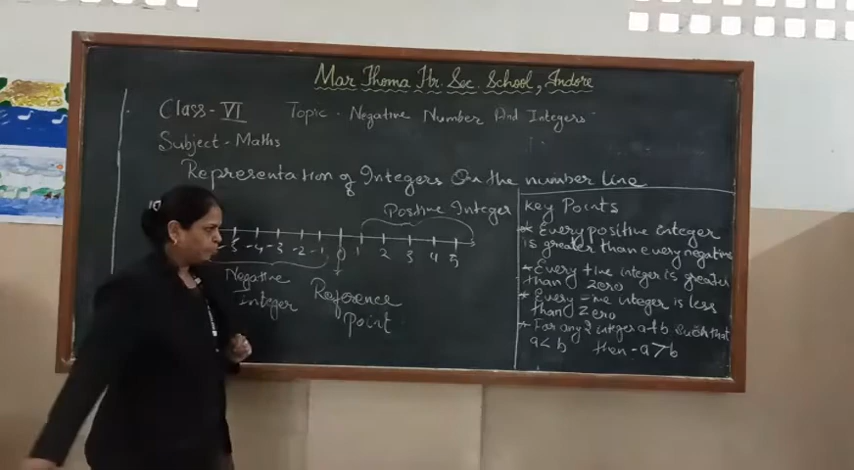 Mar Thoma Hr. Sec. School, Indore
Class - VI Topic . Negative Number And Integers
Subject - Maths
Representation of Integers On the number line
Positive Integer
-5 -4 -3 -2 -1 0 1 2 3 4 5
Negative
Integer
Reference
Point
Key Points
* Every positive integer
is greater than every negative
* Every +ive integer is greater
than zero
* Every -ive integer is less
than zero
* For any 2 integer a & b such that
a < b then -a > b